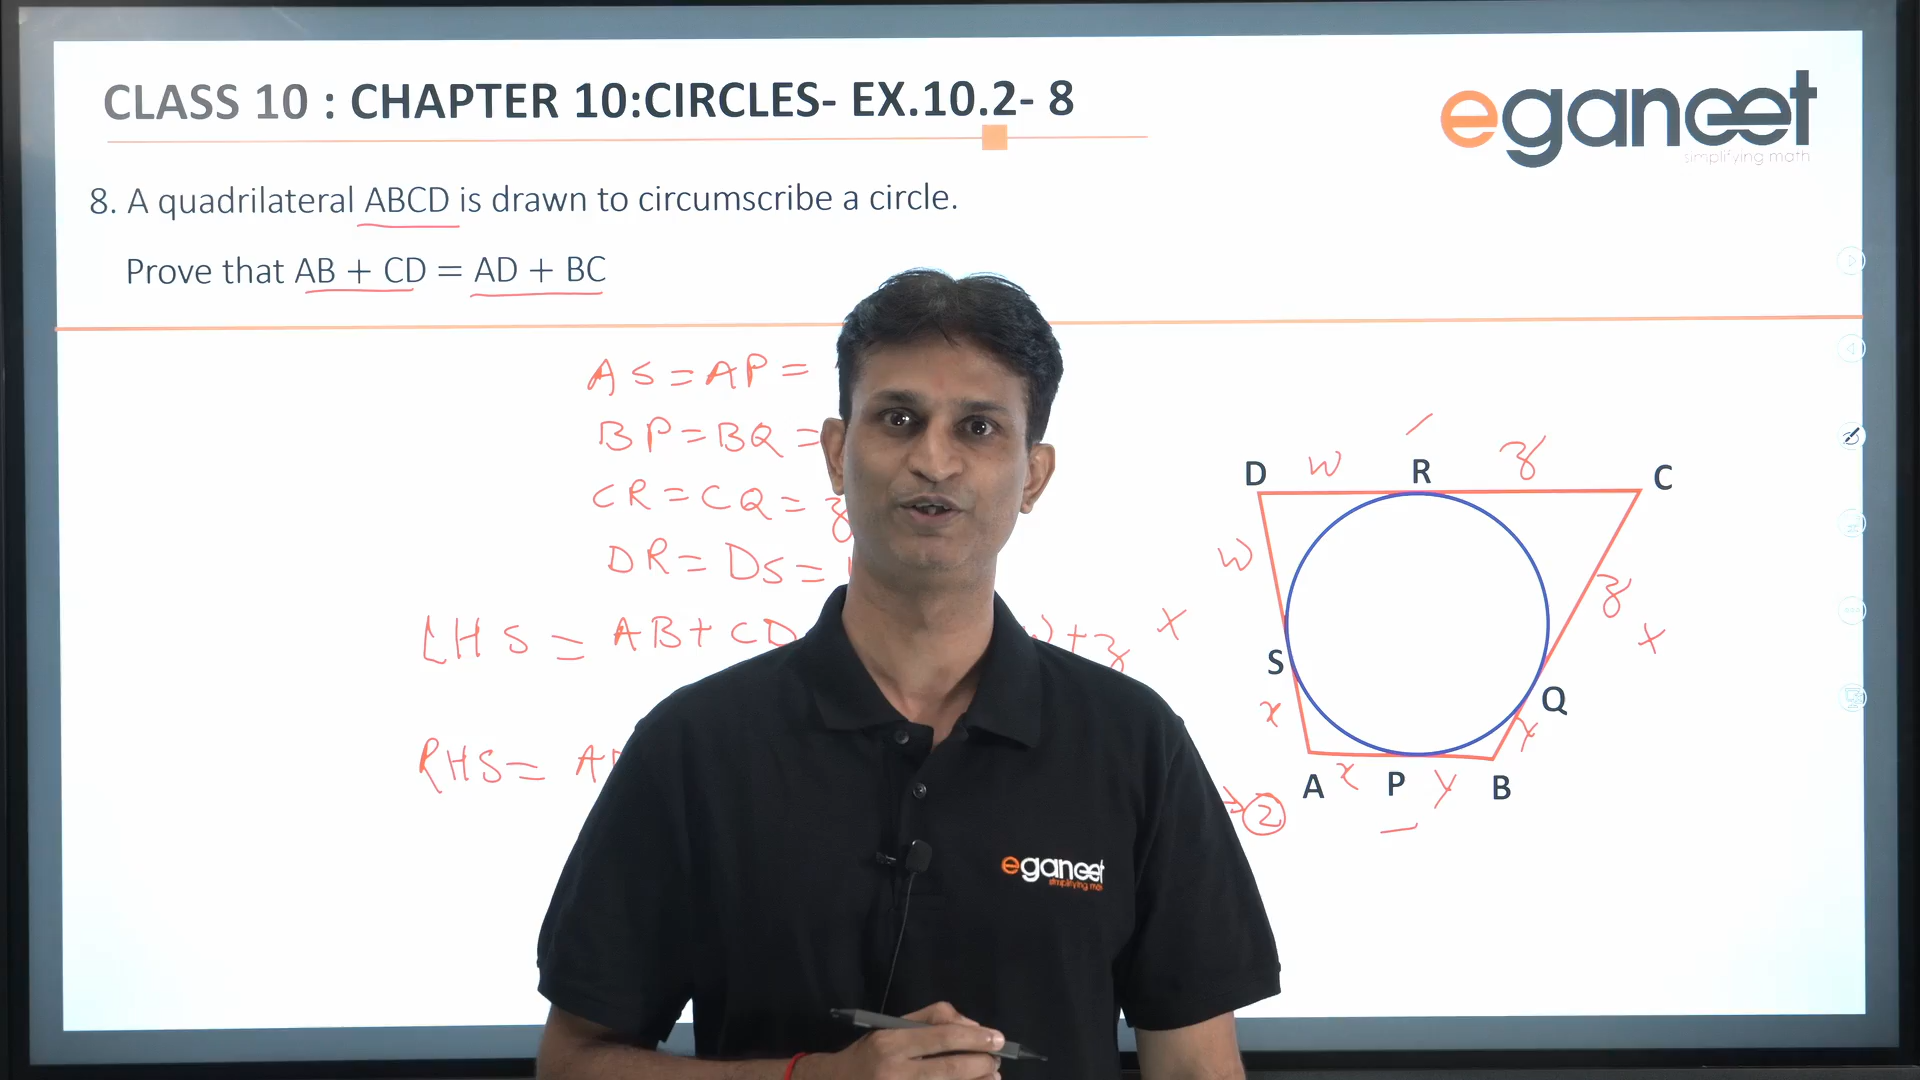 CLASS 10 : CHAPTER 10:CIRCLES- EX.10.2- 8
eganeet
simplifying math
8. A quadrilateral ABCD is drawn to circumscribe a circle.
Prove that AB + CD = AD + BC
AS = AP =
BP = BQ =
CR = CQ = z
DR = DS =
LHS = AB + CD
+ z
RHS =
2
D w R z C
w
z
S
Q
x
y
A x P y B
eganeet
simplifying math